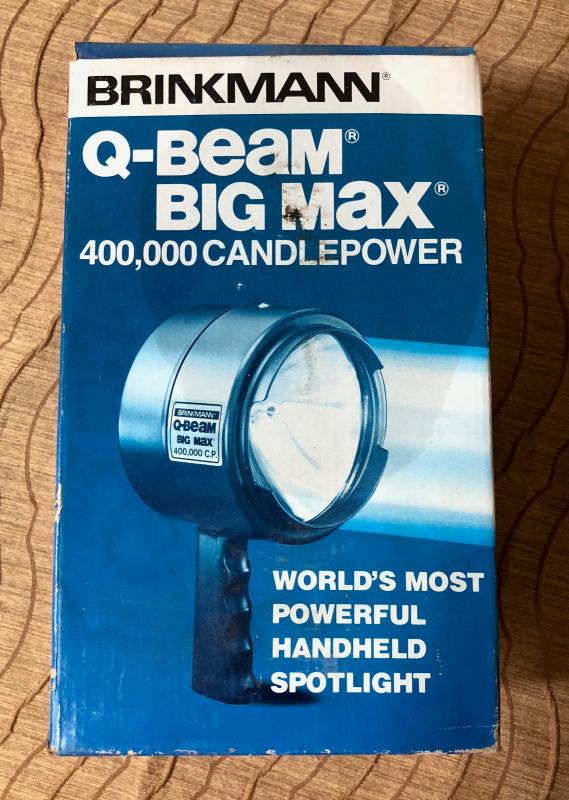 BRINKMANN®
Q-BEAM®
BIG MAX®
400,000 CANDLEPOWER
BRINKMANN
Q-BEAM
BIG MAX
400,000 C.P.
WORLD'S MOST
POWERFUL
HANDHELD
SPOTLIGHT